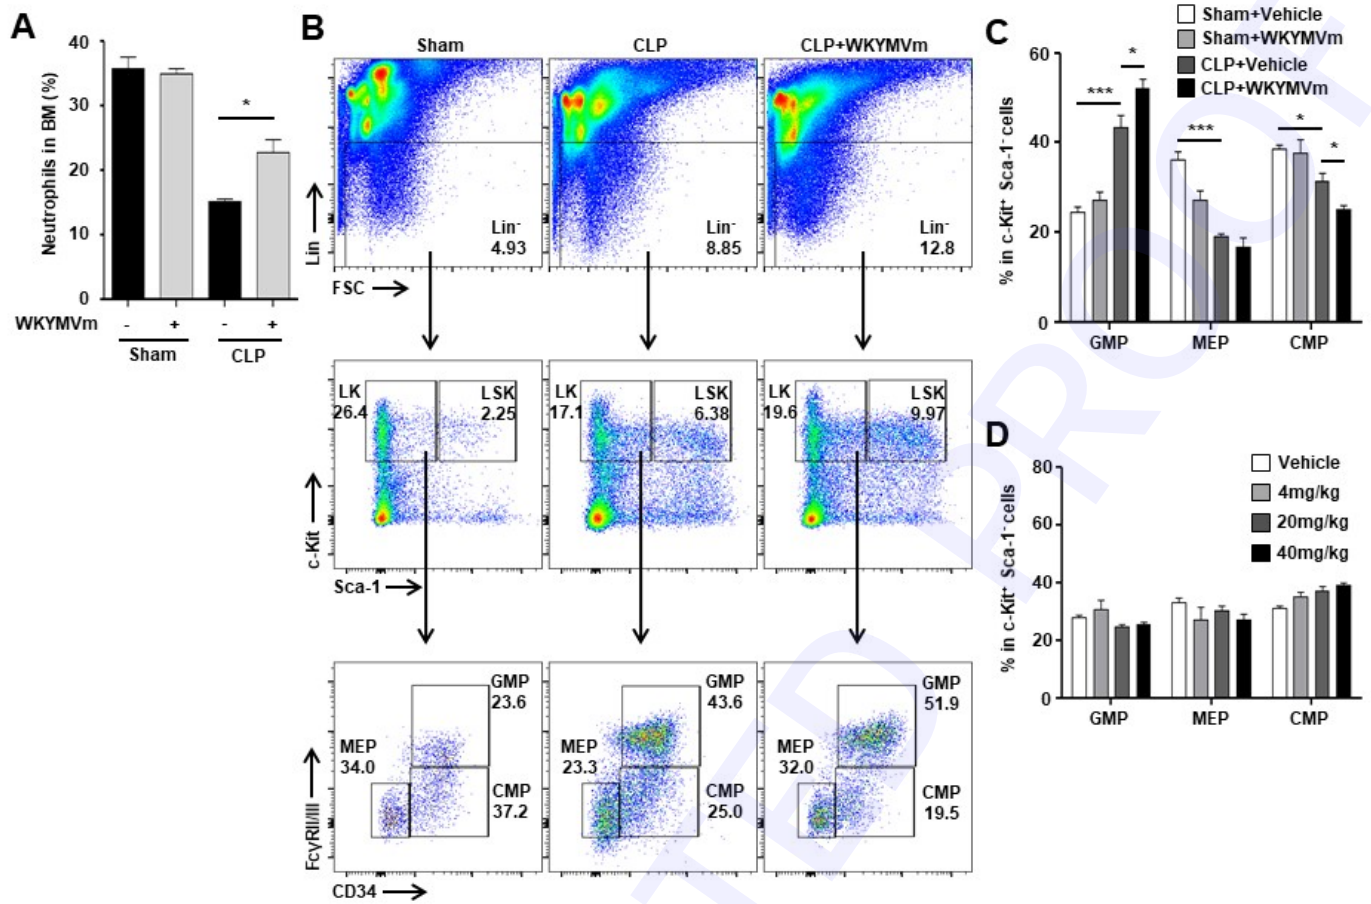 A
Neutrophils in BM (%)
40
30
20
10
0
*
WKYMVm - + - +
Sham CLP
B
Sham CLP CLP+WKYMVm
Lin
Lin-
4.93
Lin-
8.85
Lin-
12.8
FSC
LK
26.4
LSK
2.25
LK
17.1
LSK
6.38
LK
19.6
LSK
9.97
c-Kit
Sca-1
GMP
23.6
MEP
34.0
CMP
37.2
GMP
43.6
MEP
23.3
CMP
25.0
GMP
51.9
MEP
32.0
CMP
19.5
FcγRII/III
CD34
C
Sham+Vehicle
Sham+WKYMVm
CLP+Vehicle
CLP+WKYMVm
% in c-Kit+ Sca-1- cells
60
40
20
0
*** *
***
* *
GMP MEP CMP
D
Vehicle
4mg/kg
20mg/kg
40mg/kg
% in c-Kit+ Sca-1- cells
80
60
40
20
0
GMP MEP CMP
TED PROOF